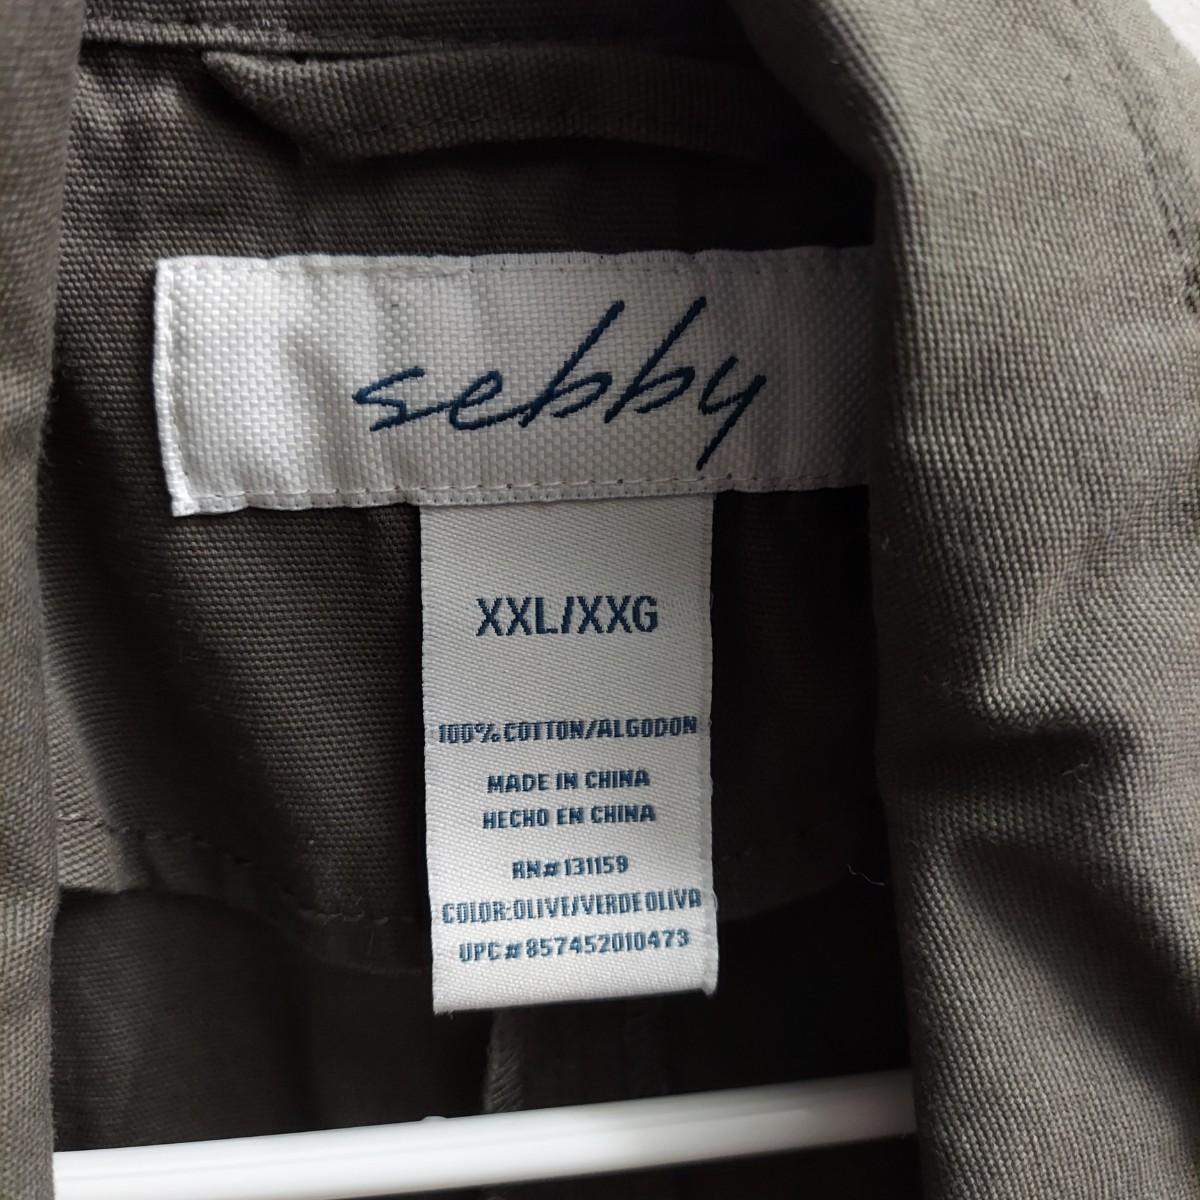 sebby
XXL/XXG
100% COTTON/ALGODON
MADE IN CHINA
HECHO EN CHINA
RN# 131159
COLOR:OLIVE/VERDE OLIVA
UPC # 857452010473